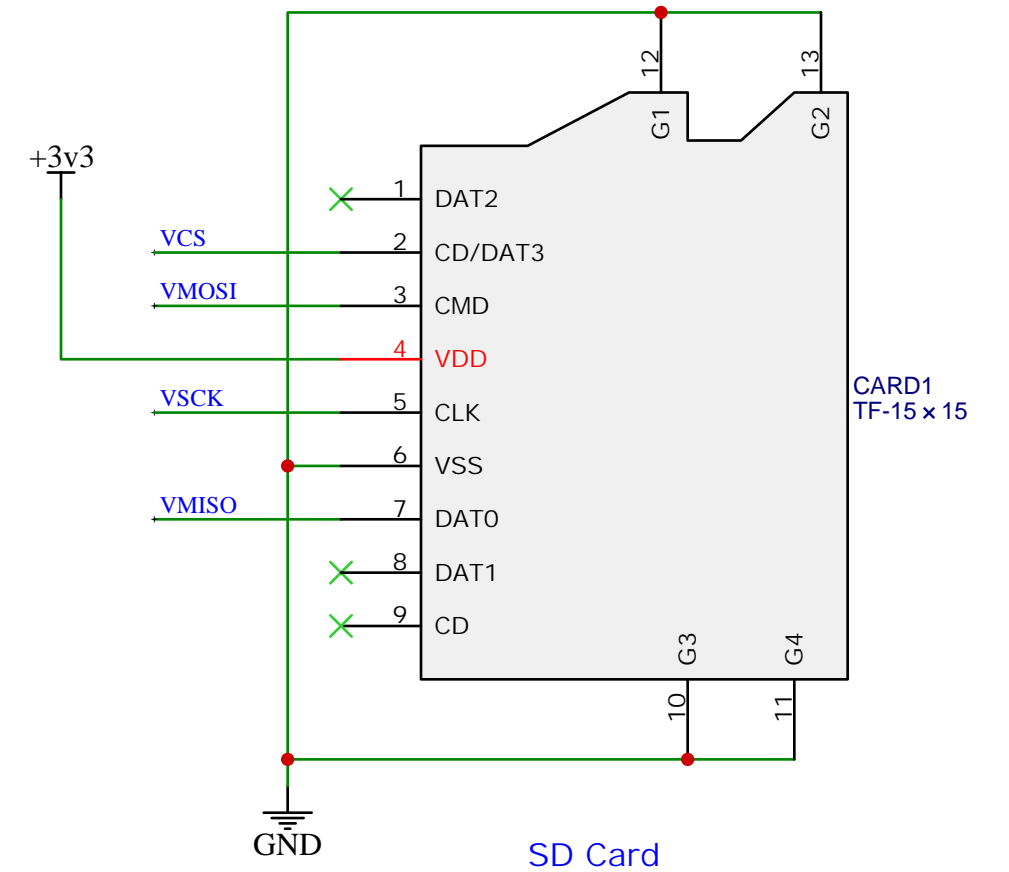 12
13
G1
G2
+3v3
1 DAT2
VCS 2 CD/DAT3
VMOSI 3 CMD
4 VDD
VSCK 5 CLK
6 VSS
VMISO 7 DAT0
8 DAT1
9 CD
CARD1
TF-15×15
G3
G4
10
11
GND
SD Card